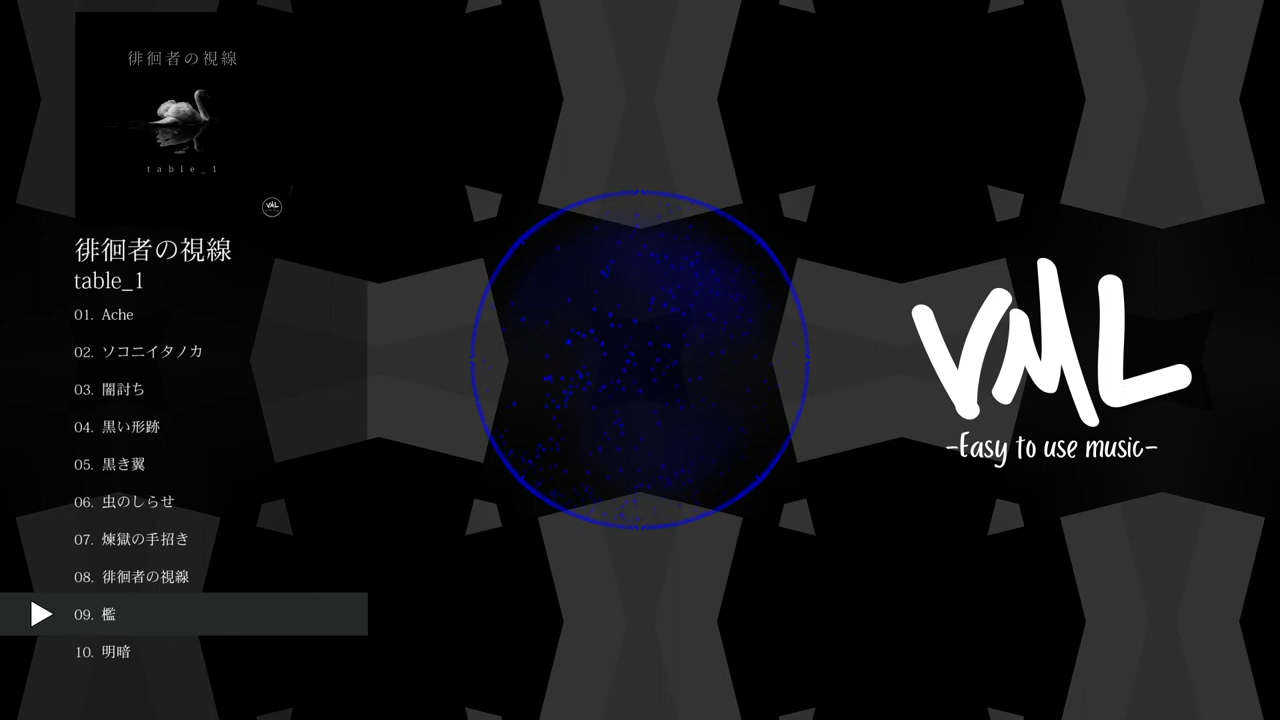 徘徊者の視線
table_1
VML
徘徊者の視線
table_1
01. Ache
02. ソコニイタノカ
03. 闇討ち
04. 黒い形跡
05. 黒き翼
06. 虫のしらせ
07. 煉獄の手招き
08. 徘徊者の視線
09. 檻
10. 明暗
VML
-Easy to use music-